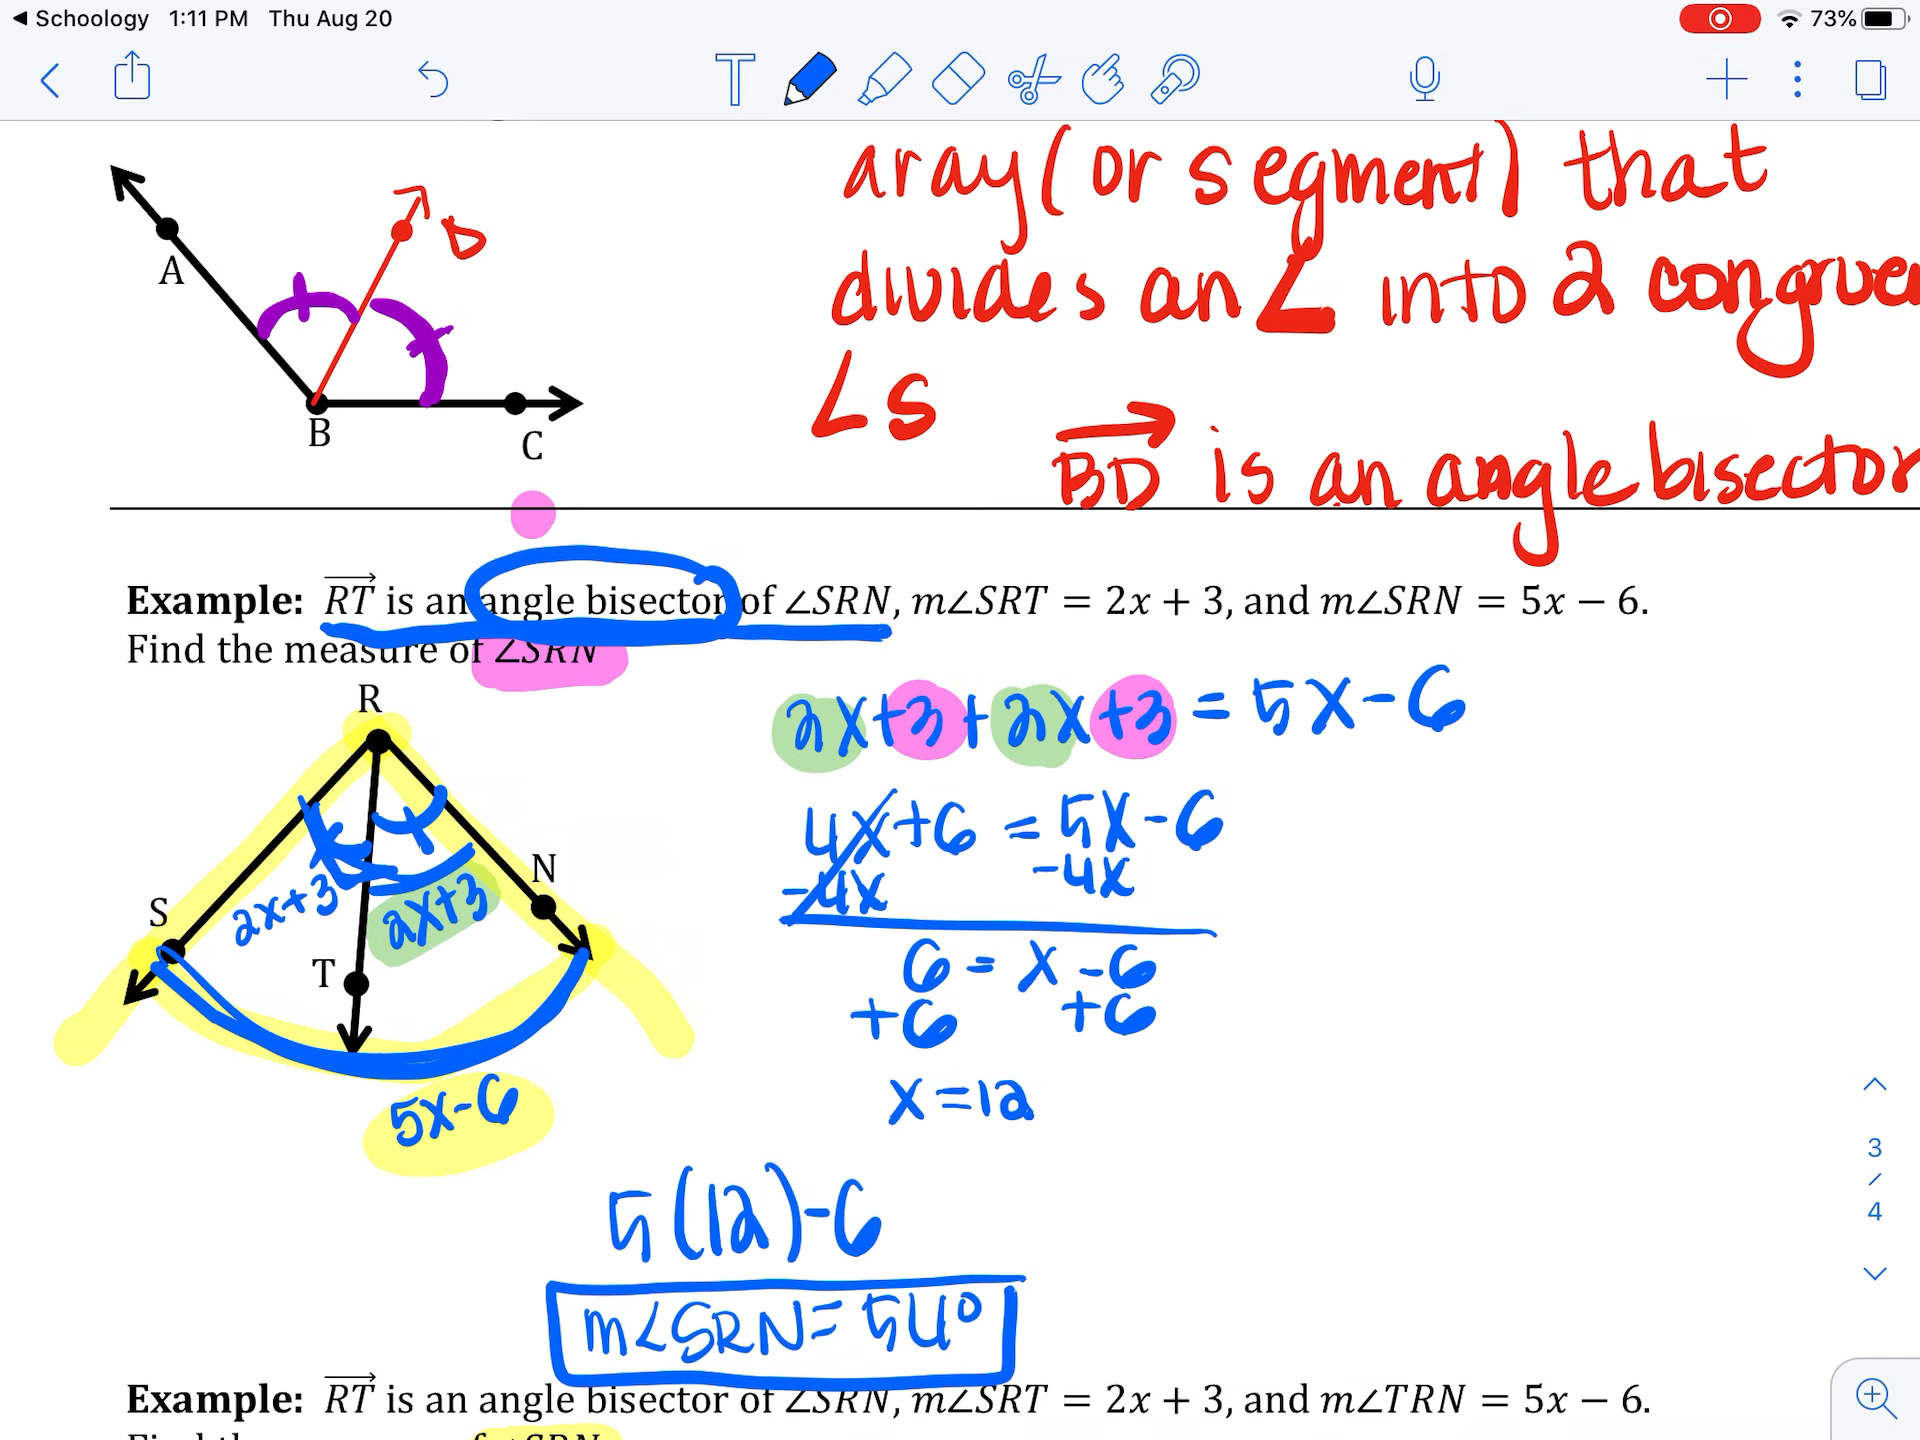 Schoology 1:11 PM Thu Aug 20 73%
T
A
D
B
C
a ray (or segment) that
divides an ∠ into 2 congruen
∠s
BD is an angle bisector
Example: RT is an angle bisector of ∠SRN, m∠SRT = 2x + 3, and m∠SRN = 5x − 6.
Find the measure of ∠SRN
R
S
N
T
2x+3
2x+3
5x-6
2x+3+2x+3 = 5x-6
4x+6 = 5x-6
-4x -4x
6 = x-6
+6 +6
x=12
5(12)-6
m∠SRN = 54°
3
/
4
Example: RT is an angle bisector of ∠SRN, m∠SRT = 2x + 3, and m∠TRN = 5x − 6.